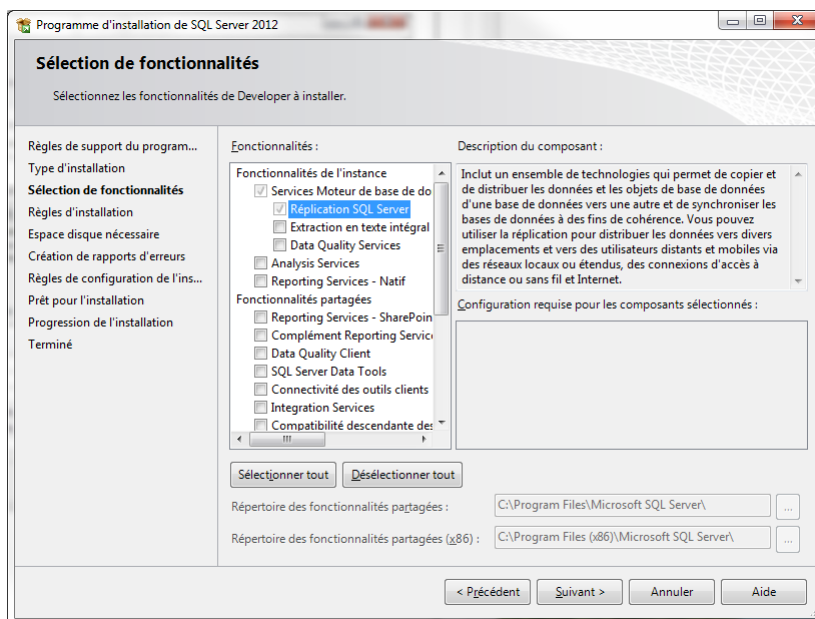 Programme d'installation de SQL Server 2012
Sélection de fonctionnalités
Sélectionnez les fonctionnalités de Developer à installer.
Règles de support du program...
Type d'installation
Sélection de fonctionnalités
Règles d'installation
Espace disque nécessaire
Création de rapports d'erreurs
Règles de configuration de l'ins...
Prêt pour l'installation
Progression de l'installation
Terminé
Fonctionnalités :
Fonctionnalités de l'instance
Services Moteur de base de do
Réplication SQL Server
Extraction en texte intégral
Data Quality Services
Analysis Services
Reporting Services - Natif
Fonctionnalités partagées
Reporting Services - SharePoin
Complément Reporting Servic
Data Quality Client
SQL Server Data Tools
Connectivité des outils clients
Integration Services
Compatibilité descendante des
Sélectionner tout
Désélectionner tout
Description du composant :
Inclut un ensemble de technologies qui permet de copier et
de distribuer les données et les objets de base de données
d'une base de données vers une autre et de synchroniser les
bases de données à des fins de cohérence. Vous pouvez
utiliser la réplication pour distribuer les données vers divers
emplacements et vers des utilisateurs distants et mobiles via
des réseaux locaux ou étendus, des connexions d'accès à
distance ou sans fil et Internet.
Configuration requise pour les composants sélectionnés :
Répertoire des fonctionnalités partagées :
C:\Program Files\Microsoft SQL Server\
...
Répertoire des fonctionnalités partagées (x86) :
C:\Program Files (x86)\Microsoft SQL Server\
...
< Précédent
Suivant >
Annuler
Aide